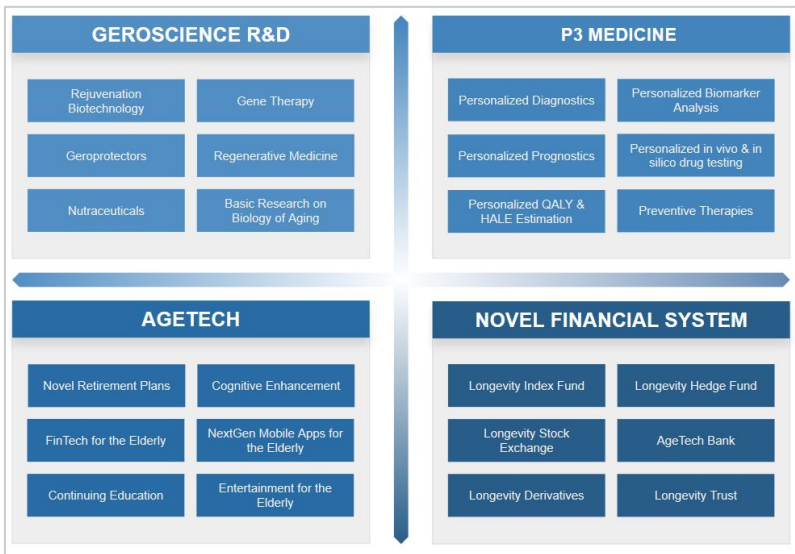 GEROSCIENCE R&D
Rejuvenation
Biotechnology
Gene Therapy
Geroprotectors
Regenerative Medicine
Nutraceuticals
Basic Research on
Biology of Aging
P3 MEDICINE
Personalized Diagnostics
Personalized Biomarker
Analysis
Personalized Prognostics
Personalized in vivo & in
silico drug testing
Personalized QALY &
HALE Estimation
Preventive Therapies
AGETECH
Novel Retirement Plans
Cognitive Enhancement
FinTech for the Elderly
NextGen Mobile Apps for
the Elderly
Continuing Education
Entertainment for the
Elderly
NOVEL FINANCIAL SYSTEM
Longevity Index Fund
Longevity Hedge Fund
Longevity Stock
Exchange
AgeTech Bank
Longevity Derivatives
Longevity Trust